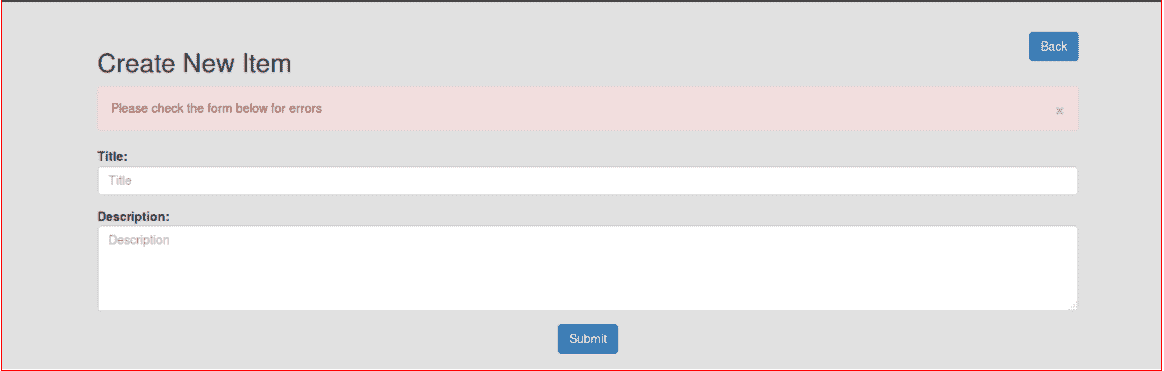 Back
Create New Item
Please check the form below for errors
×
Title:
Title
Description:
Description
Submit